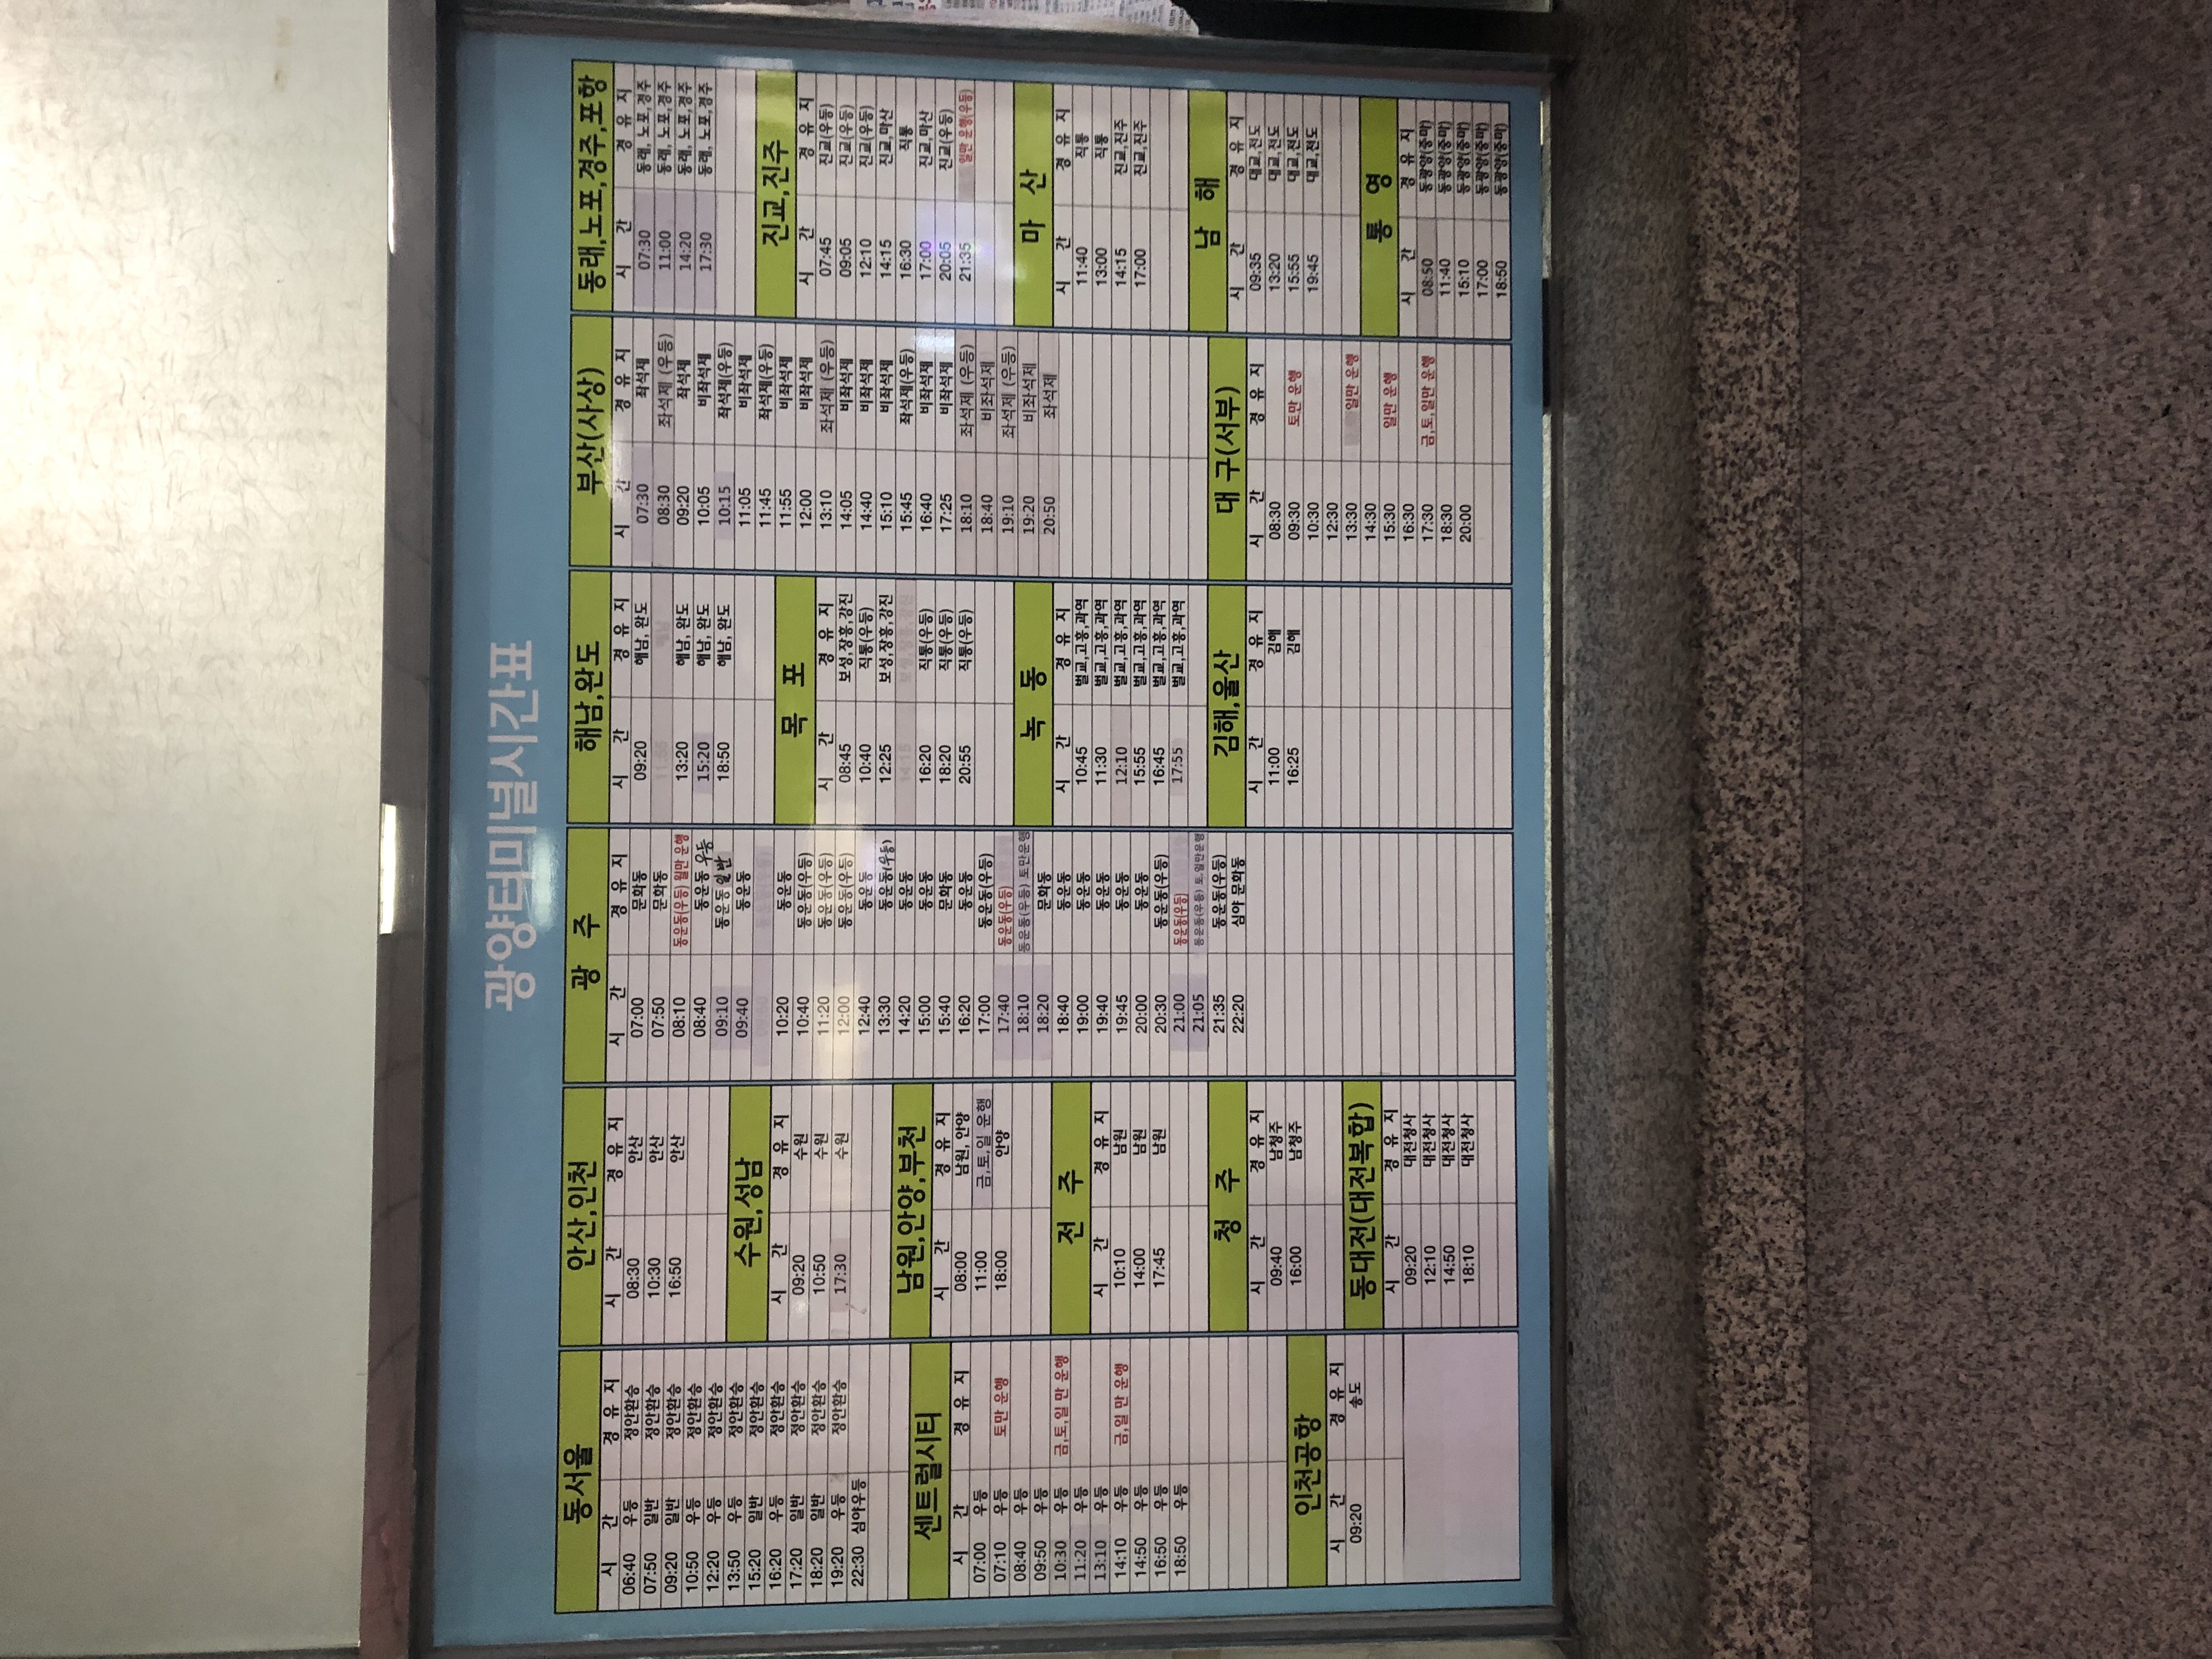 광양터미널시간표
동서울
시 간 경 유 지
06:40 우등 정안환승
07:50 일반 정안환승
09:20 일반 정안환승
10:50 우등 정안환승
12:20 우등 정안환승
13:50 우등 정안환승
15:20 일반 정안환승
16:20 우등 정안환승
17:20 일반 정안환승
18:20 일반 정안환승
19:20 우등 정안환승
22:30 심야우등
센트럴시티
시 간 경 유 지
07:00 우등
07:10 우등 토만 운행
08:40 우등
09:50 우등
10:30 우등 금,토,일 만 운행
11:20 우등
13:10 우등
14:10 우등 금,일 만 운행
14:50 우등
16:50 우등
18:50 우등
인천공항
시 간 경 유 지
09:20 송도
안산,인천
시 간 경 유 지
08:30 안산
10:30 안산
16:50 안산
수원,성남
시 간 경 유 지
09:20 수원
10:50 수원
17:30 수원
남원,안양,부천
시 간 경 유 지
08:00 남원, 안양
11:00 금,토,일 운행
18:00 안양
전 주
시 간 경 유 지
10:10 남원
14:00 남원
17:45 남원
청 주
시 간 경 유 지
09:40 남청주
16:00 남청주
동대전(대전복합)
시 간 경 유 지
09:20 대전청사
12:10 대전청사
14:50 대전청사
18:10 대전청사
광 주
시 간 경 유 지
07:00 문화동
07:50 문화동
08:10 동운동(우등) 월만 운행
08:40 동운동 우등
09:10 동운동 일반
09:40 동운동
10:20 동운동
10:40 동운동(우등)
11:20 동운동(우등)
12:00 동운동(우등)
12:40 동운동
13:30 동운동(우등)
14:20 동운동
15:00 동운동
15:40 문화동
16:20 동운동
17:00 동운동(우등)
17:40 동운동(우등)
18:10 동운동(우등) 토만운행
18:20 문화동
18:40 동운동
19:00 동운동
19:40 동운동
19:45 동운동
20:00 동운동
20:30 동운동(우등)
21:00 동운동(우등)
21:05 동운동(우등) 토,일만운행
21:35 동운동(우등)
22:20 심야 문화동
해남,완도
시 간 경 유 지
09:20 해남, 완도
13:20 해남, 완도
15:20 해남, 완도
18:50 해남, 완도
목 포
시 간 경 유 지
08:45 보성,장흥,강진
10:40 직통(우등)
12:25 보성,장흥,강진
16:20 직통(우등)
18:20 직통(우등)
20:55 직통(우등)
녹 동
시 간 경 유 지
10:45 벌교,고흥,과역
11:30 벌교,고흥,과역
12:10 벌교,고흥,과역
15:55 벌교,고흥,과역
16:45 벌교,고흥,과역
17:55 벌교,고흥,과역
김해,울산
시 간 경 유 지
11:00 김해
16:25 김해
부산(사상)
시 간 경 유 지
07:30 좌석제
08:30 좌석제 (우등)
09:20 좌석제
10:05 비좌석제
10:15 좌석제(우등)
11:05 비좌석제
11:45 좌석제(우등)
11:55 비좌석제
12:00 비좌석제
13:10 좌석제 (우등)
14:05 비좌석제
14:40 비좌석제
15:10 비좌석제
15:45 좌석제(우등)
16:40 비좌석제
17:25 비좌석제
18:10 좌석제 (우등)
18:40 비좌석제
19:10 좌석제 (우등)
19:20 비좌석제
20:50 좌석제
대 구(서부)
시 간 경 유 지
08:30
09:30 토만 운행
10:30
12:30
13:30 일만 운행
14:30
15:30 일만 운행
16:30
17:30 금,토,일만 운행
18:30
20:00
동래,노포,경주,포항
시 간 경 유 지
07:30 동래, 노포,경주
11:00 동래, 노포,경주
14:20 동래, 노포,경주
17:30 동래, 노포,경주
진교,진주
시 간 경 유 지
07:45 진교(우등)
09:05 진교(우등)
12:10 진교(우등)
14:15 진교,마산
16:30 직통
17:00 진교,마산
20:05 진교(우등)
21:35 일만 운행(우등)
마 산
시 간 경 유 지
11:40 직통
13:00 직통
14:15 진교,진주
17:00 진교,진주
남 해
시 간 경 유 지
09:35 대교,전도
13:20 대교,전도
15:55 대교,전도
19:45 대교,전도
통 영
시 간 경 유 지
08:50 동광양(중마)
11:40 동광양(중마)
15:10 동광양(중마)
17:00 동광양(중마)
18:50 동광양(중마)